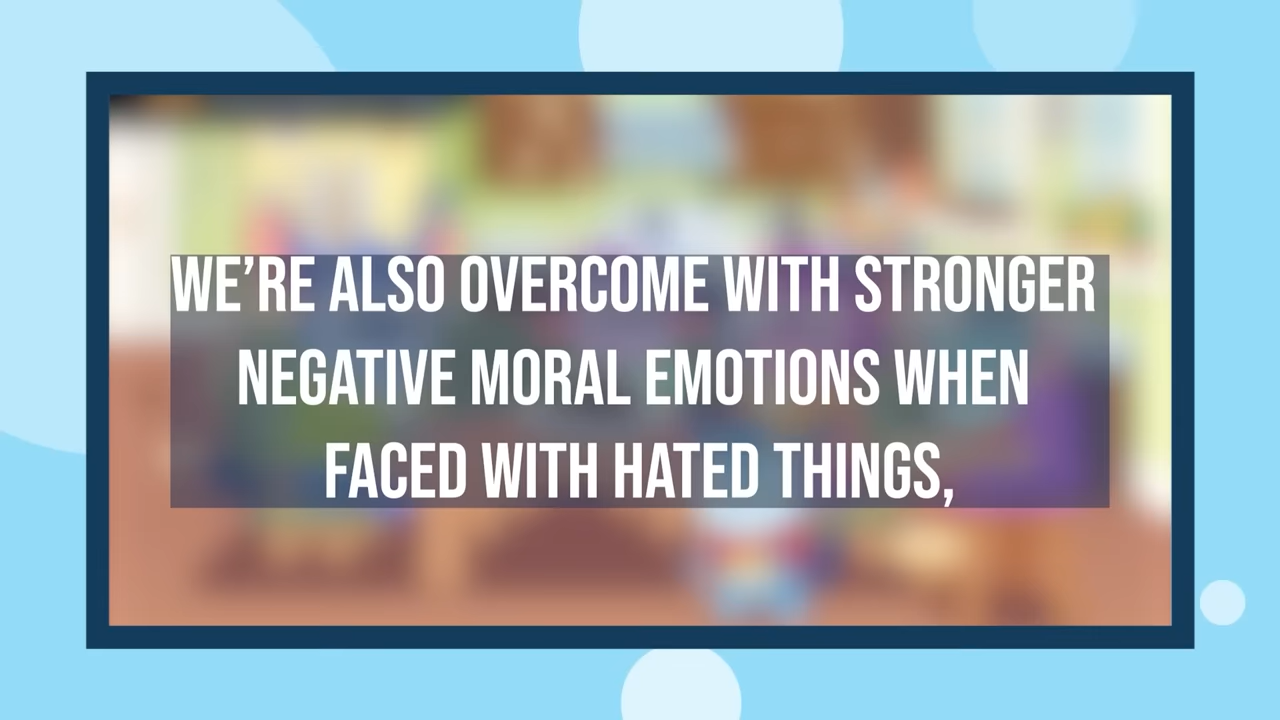 WE’RE ALSO OVERCOME WITH STRONGER
NEGATIVE MORAL EMOTIONS WHEN
FACED WITH HATED THINGS,